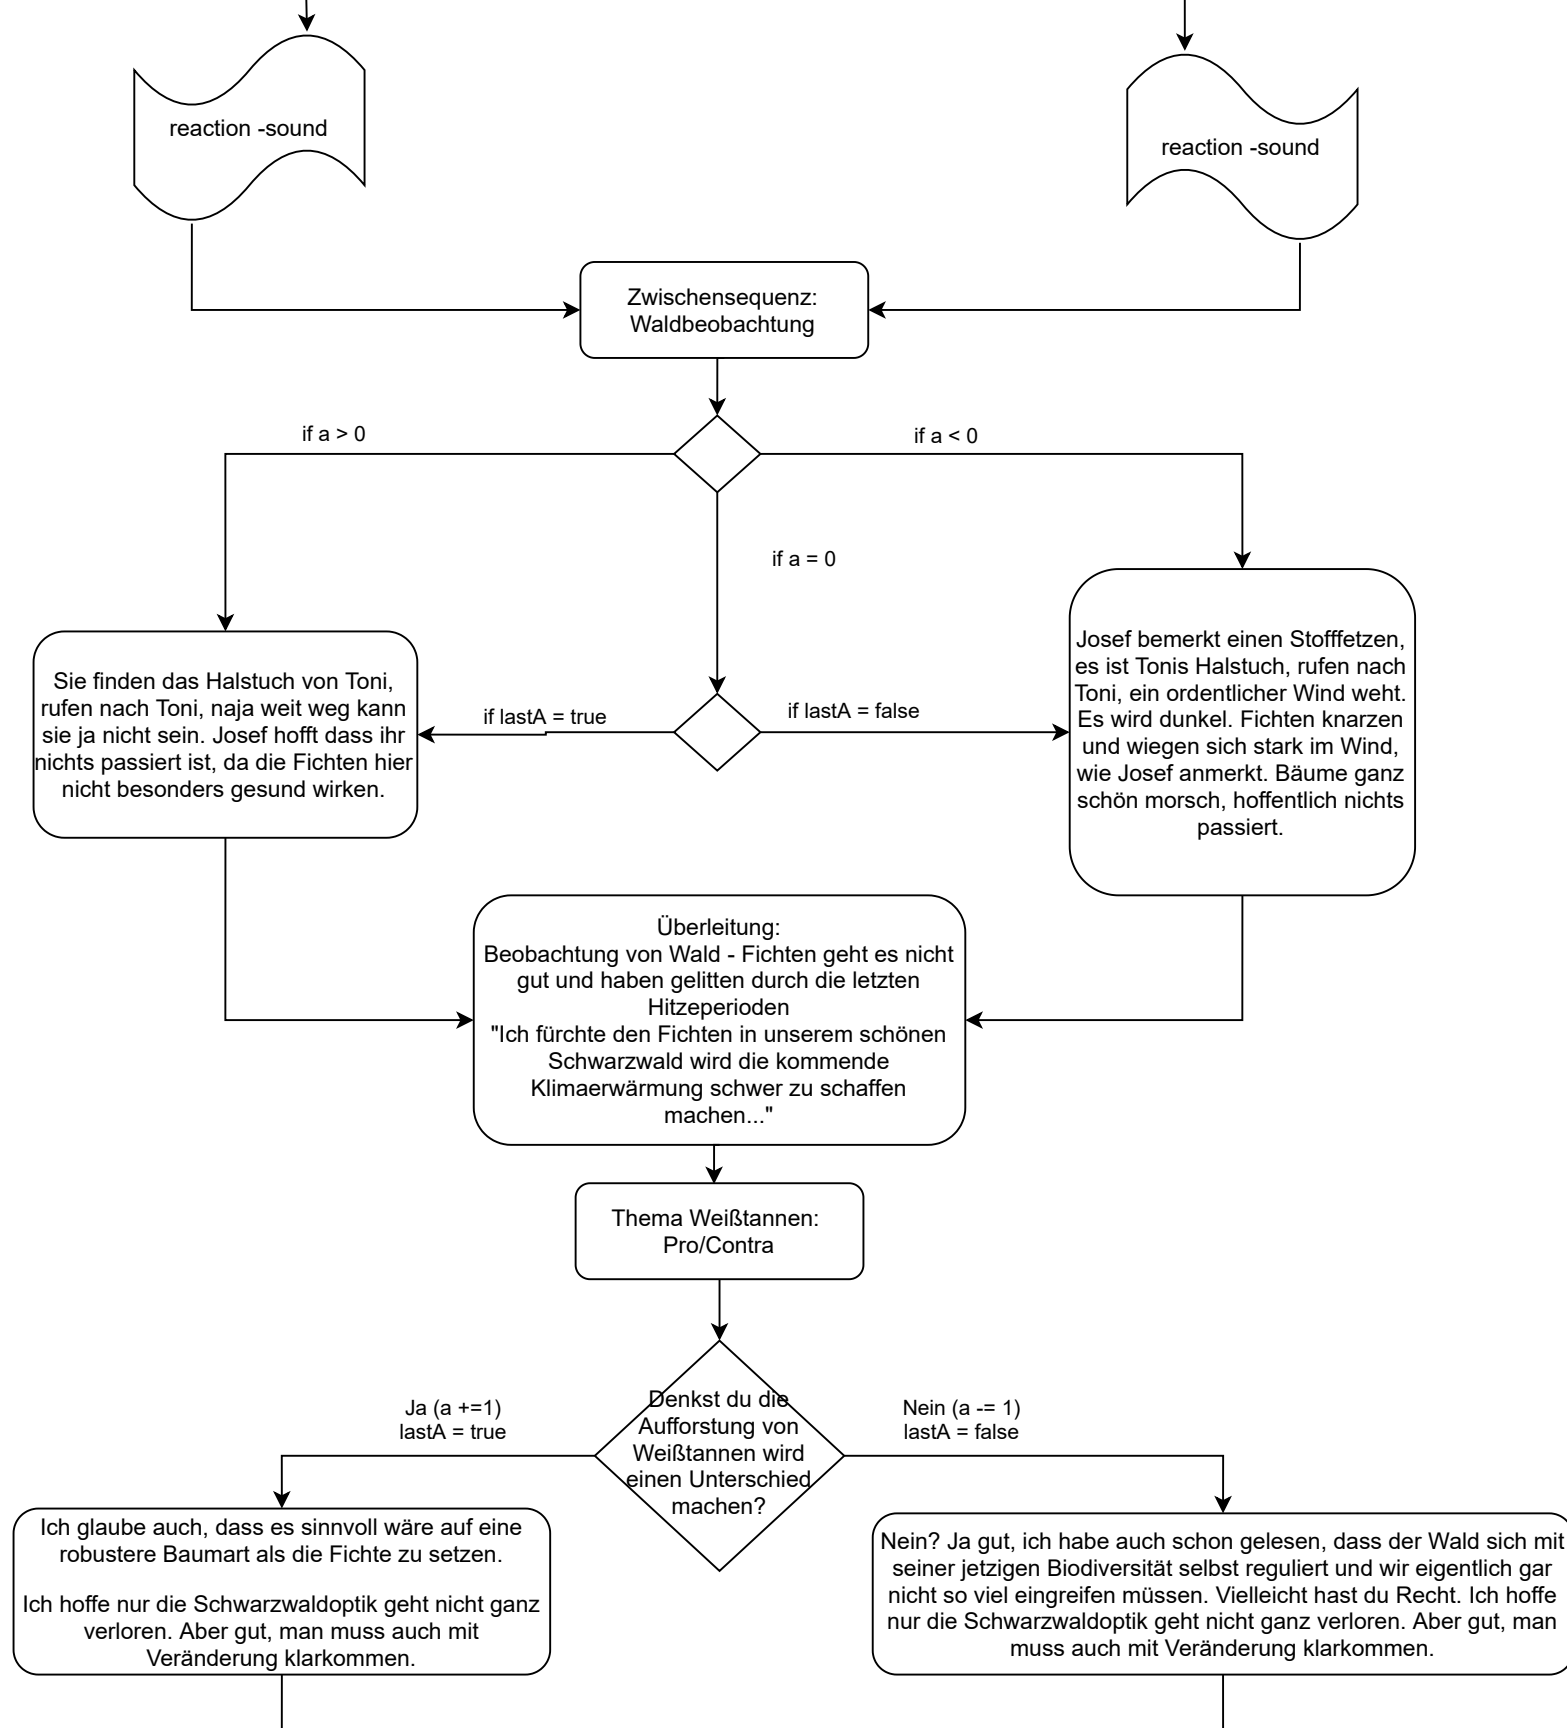 reaction -sound
reaction -sound
Zwischensequenz:
Waldbeobachtung
if a > 0
if a < 0
if a = 0
Sie finden das Halstuch von Toni,
rufen nach Toni, naja weit weg kann
sie ja nicht sein. Josef hofft dass ihr
nichts passiert ist, da die Fichten hier
nicht besonders gesund wirken.
if lastA = true
if lastA = false
Josef bemerkt einen Stofffetzen,
es ist Tonis Halstuch, rufen nach
Toni, ein ordentlicher Wind weht.
Es wird dunkel. Fichten knarzen
und wiegen sich stark im Wind,
wie Josef anmerkt. Bäume ganz
schön morsch, hoffentlich nichts
passiert.
Überleitung:
Beobachtung von Wald - Fichten geht es nicht
gut und haben gelitten durch die letzten
Hitzeperioden
"Ich fürchte den Fichten in unserem schönen
Schwarzwald wird die kommende
Klimaerwärmung schwer zu schaffen
machen..."
Thema Weißtannen:
Pro/Contra
Denkst du die
Aufforstung von
Weißtannen wird
einen Unterschied
machen?
Ja (a +=1)
lastA = true
Nein (a -= 1)
lastA = false
Ich glaube auch, dass es sinnvoll wäre auf eine
robustere Baumart als die Fichte zu setzen.
Ich hoffe nur die Schwarzwaldoptik geht nicht ganz
verloren. Aber gut, man muss auch mit
Veränderung klarkommen.
Nein? Ja gut, ich habe auch schon gelesen, dass der Wald sich mit
seiner jetzigen Biodiversität selbst reguliert und wir eigentlich gar
nicht so viel eingreifen müssen. Vielleicht hast du Recht. Ich hoffe
nur die Schwarzwaldoptik geht nicht ganz verloren. Aber gut, man
muss auch mit Veränderung klarkommen.